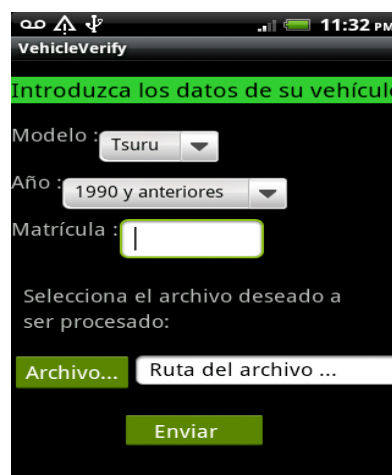 11:32 PM
VehicleVerify
Introduzca los datos de su vehícul
Modelo : Tsuru
Año : 1990 y anteriores
Matrícula :
Selecciona el archivo deseado a
ser procesado:
Archivo... Ruta del archivo ...
Enviar